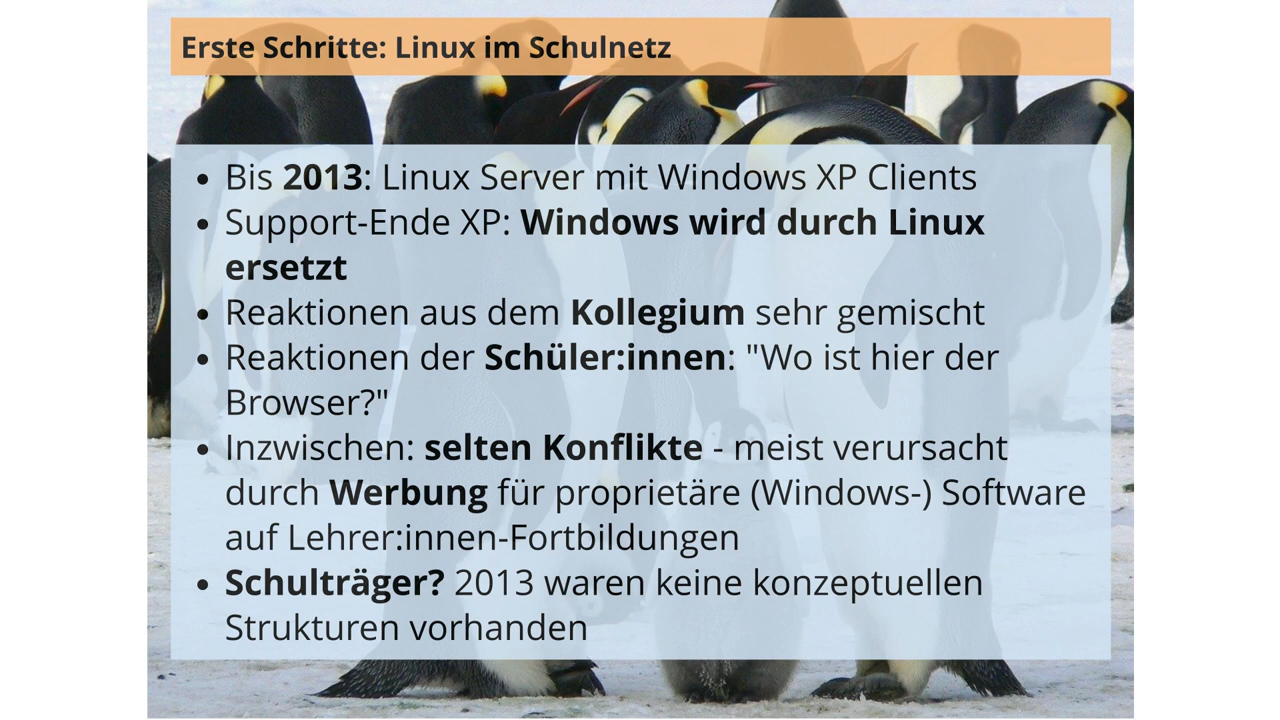 Erste Schritte: Linux im Schulnetz
• Bis 2013: Linux Server mit Windows XP Clients
• Support-Ende XP: Windows wird durch Linux
ersetzt
• Reaktionen aus dem Kollegium sehr gemischt
• Reaktionen der Schüler:innen: "Wo ist hier der
Browser?"
• Inzwischen: selten Konflikte - meist verursacht
durch Werbung für proprietäre (Windows-) Software
auf Lehrer:innen-Fortbildungen
• Schulträger? 2013 waren keine konzeptuellen
Strukturen vorhanden